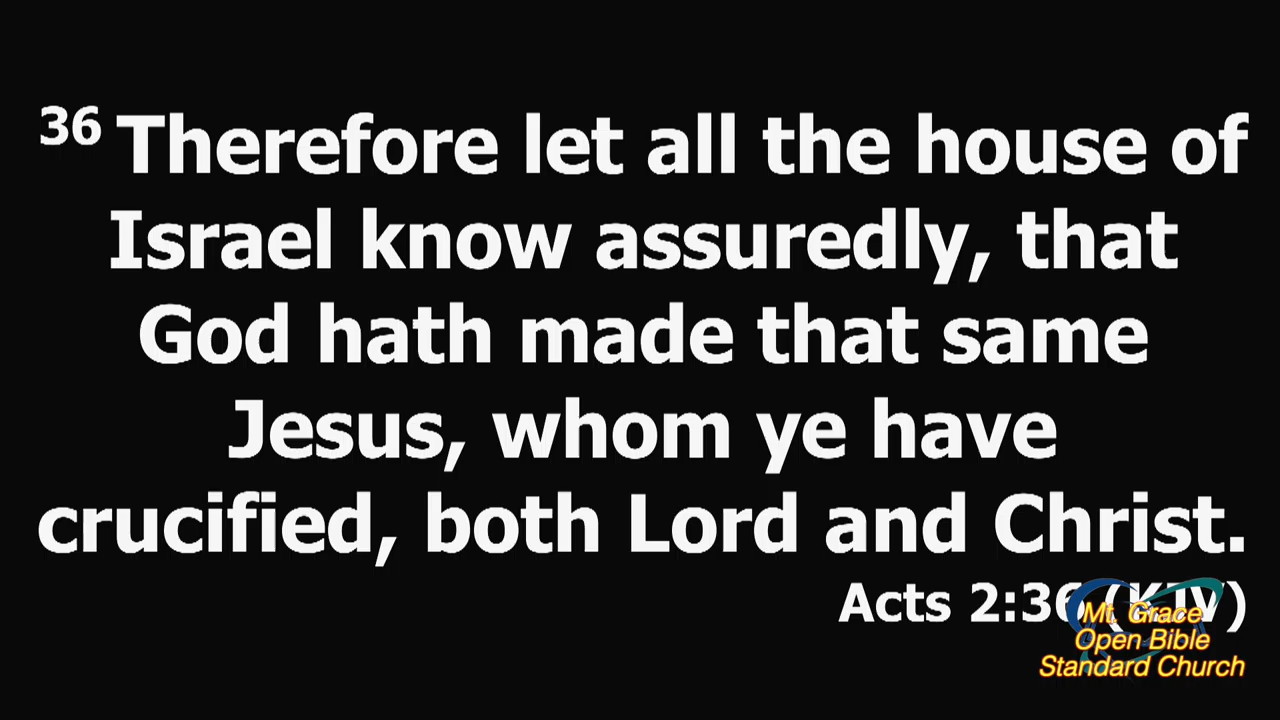 36 Therefore let all the house of
Israel know assuredly, that
God hath made that same
Jesus, whom ye have
crucified, both Lord and Christ.
Acts 2:36 (KJV)
Mt. Grace
Open Bible
Standard Church